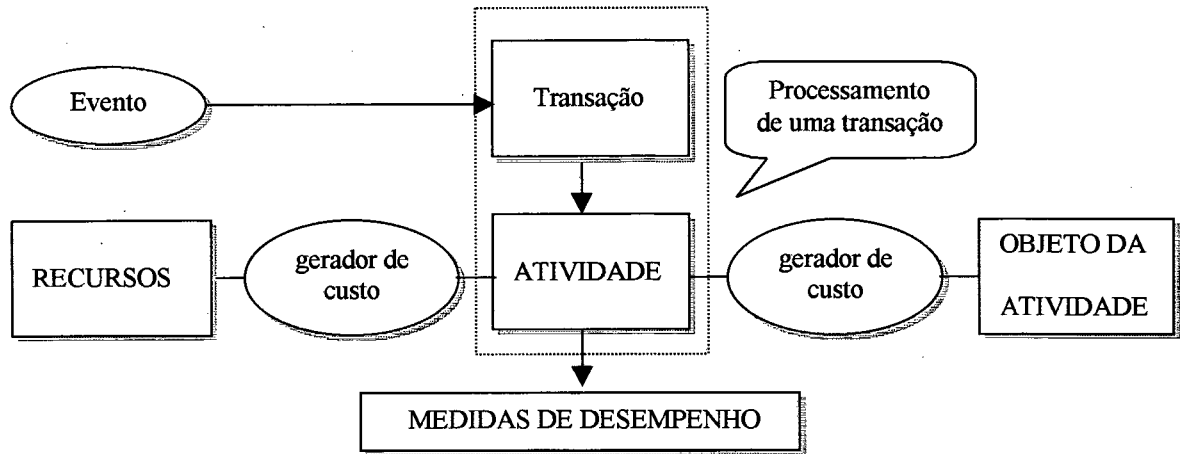 Evento
Transação
Processamento
de uma transação
RECURSOS
gerador de
custo
ATIVIDADE
gerador de
custo
OBJETO DA
ATIVIDADE
MEDIDAS DE DESEMPENHO